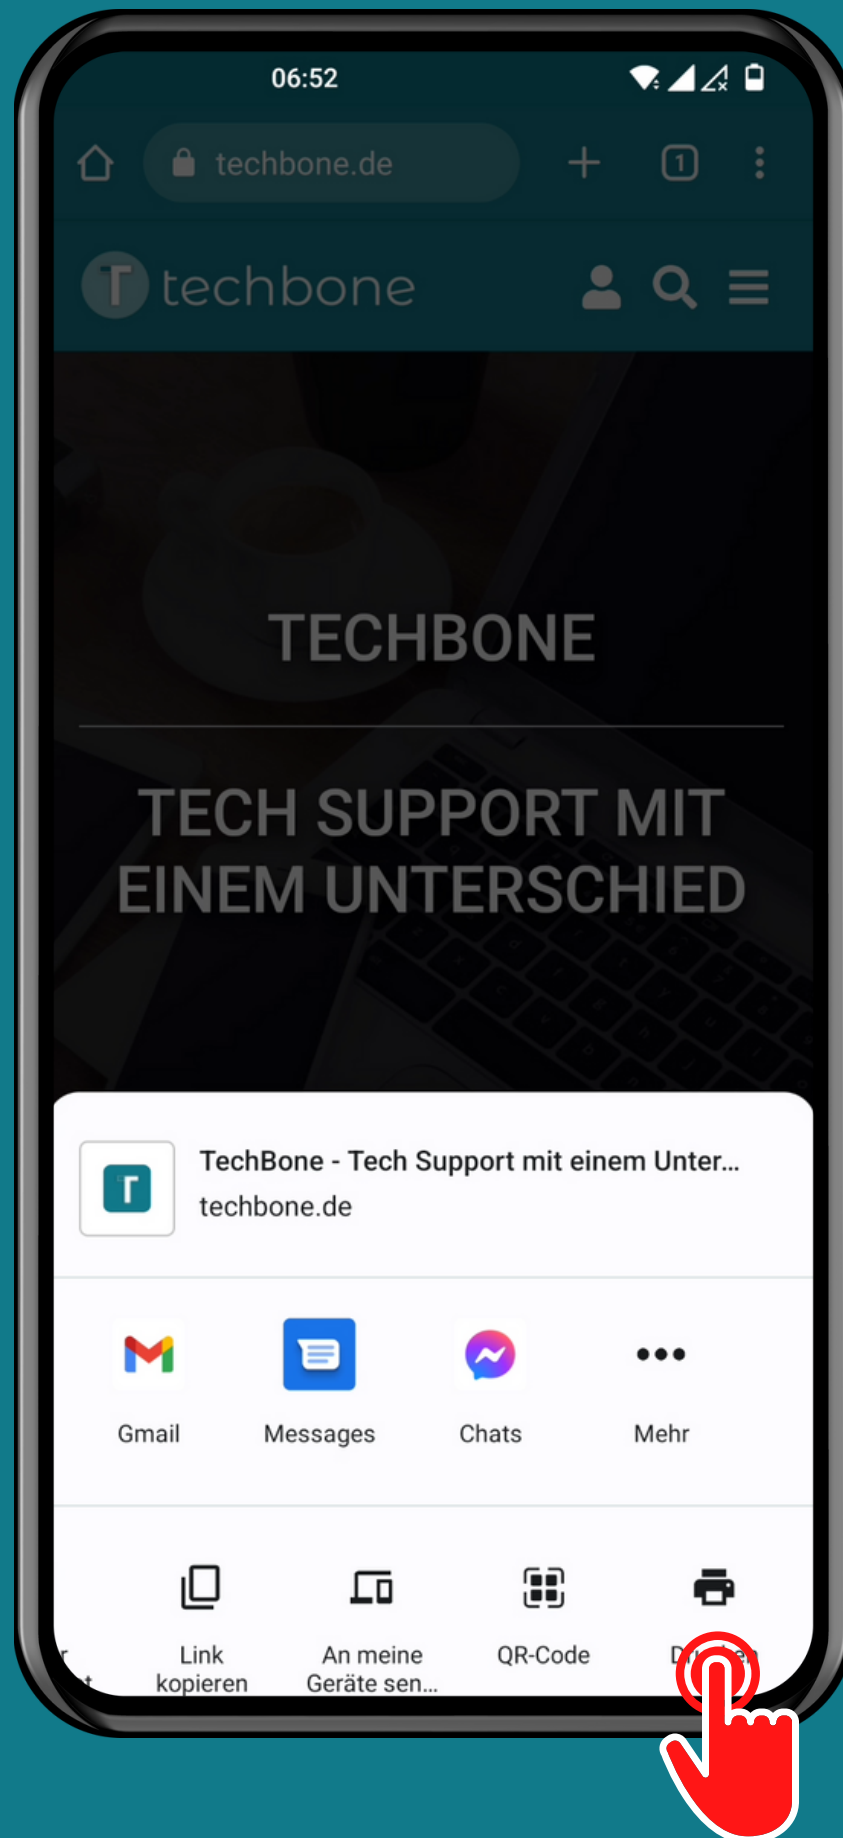 06:52
techbone.de
1
T techbone
TECHBONE
TECH SUPPORT MIT
EINEM UNTERSCHIED
T
TechBone - Tech Support mit einem Unter...
techbone.de
Gmail
Messages
Chats
Mehr
Link
kopieren
An meine
Geräte sen...
QR-Code